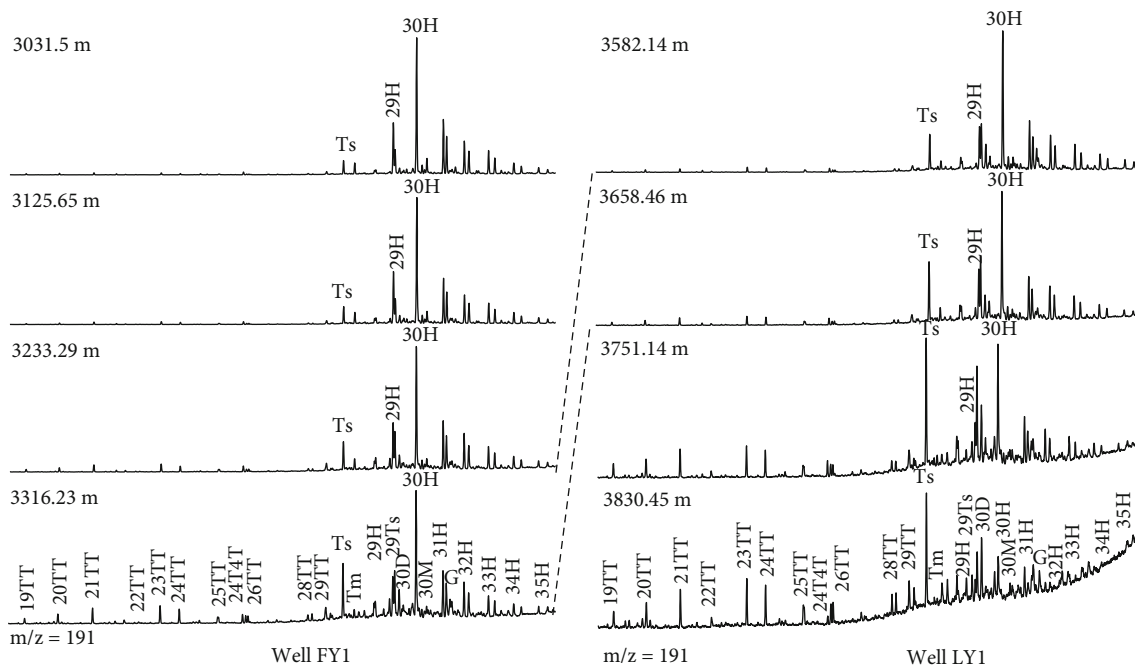 3031.5 m
30H
29H
Ts
3125.65 m
30H
29H
Ts
3233.29 m
30H
29H
Ts
3316.23 m
30H
19TT
20TT
21TT
22TT
23TT
24TT
25TT
24T4T
26TT
28TT
29TT
Ts
Tm
29H
29Ts
30D
30M
31H
G
32H
33H
34H
35H
m/z = 191
Well FY1
3582.14 m
30H
29H
Ts
3658.46 m
30H
29H
Ts
3751.14 m
Ts
29H
30H
3830.45 m
Ts
19TT
20TT
21TT
22TT
23TT
24TT
25TT
24T4T
26TT
28TT
29TT
Tm
29H
29Ts
30D
30H
30M
31H
G
32H
33H
34H
35H
m/z = 191
Well LY1